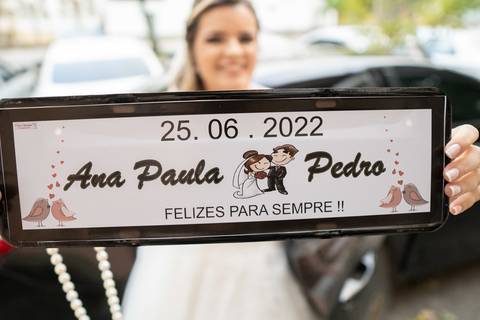 25. 06 . 2022
Ana Paula Pedro
FELIZES PARA SEMPRE !!